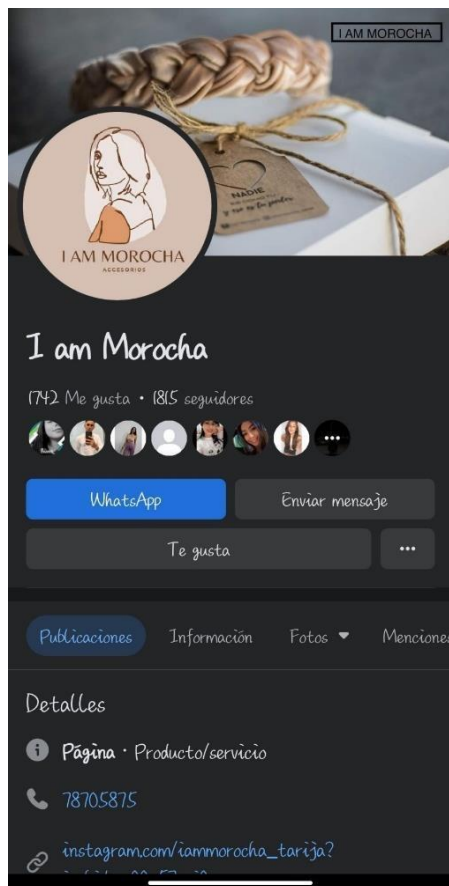 I AM MOROCHA
NADIE
I AM MOROCHA
ACCESORIOS
I am Morocha
1742 Me gusta • 1815 seguidores
WhatsApp
Enviar mensaje
Te gusta
Publicaciones Información Fotos Menciones
Detalles
Página · Producto/servicio
78705875
instagram.com/iammorocha_tarija?